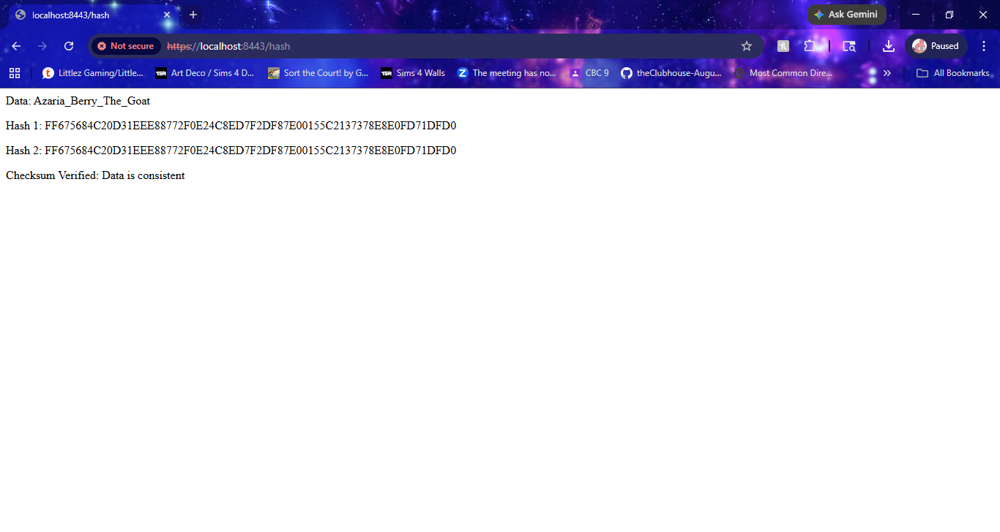 localhost:8443/hash
Ask Gemini
Not secure
https://localhost:8443/hash
Paused
Littlez Gaming/Little...
TSR
Art Deco / Sims 4 D...
Sort the Court! by G...
TSR
Sims 4 Walls
Z
The meeting has no...
CBC 9
theClubhouse-Augu...
Most Common Dire...
»
All Bookmarks
Data: Azaria_Berry_The_Goat
Hash 1: FF675684C20D31EEE88772F0E24C8ED7F2DF87E00155C2137378E8E0FD71DFD0
Hash 2: FF675684C20D31EEE88772F0E24C8ED7F2DF87E00155C2137378E8E0FD71DFD0
Checksum Verified: Data is consistent